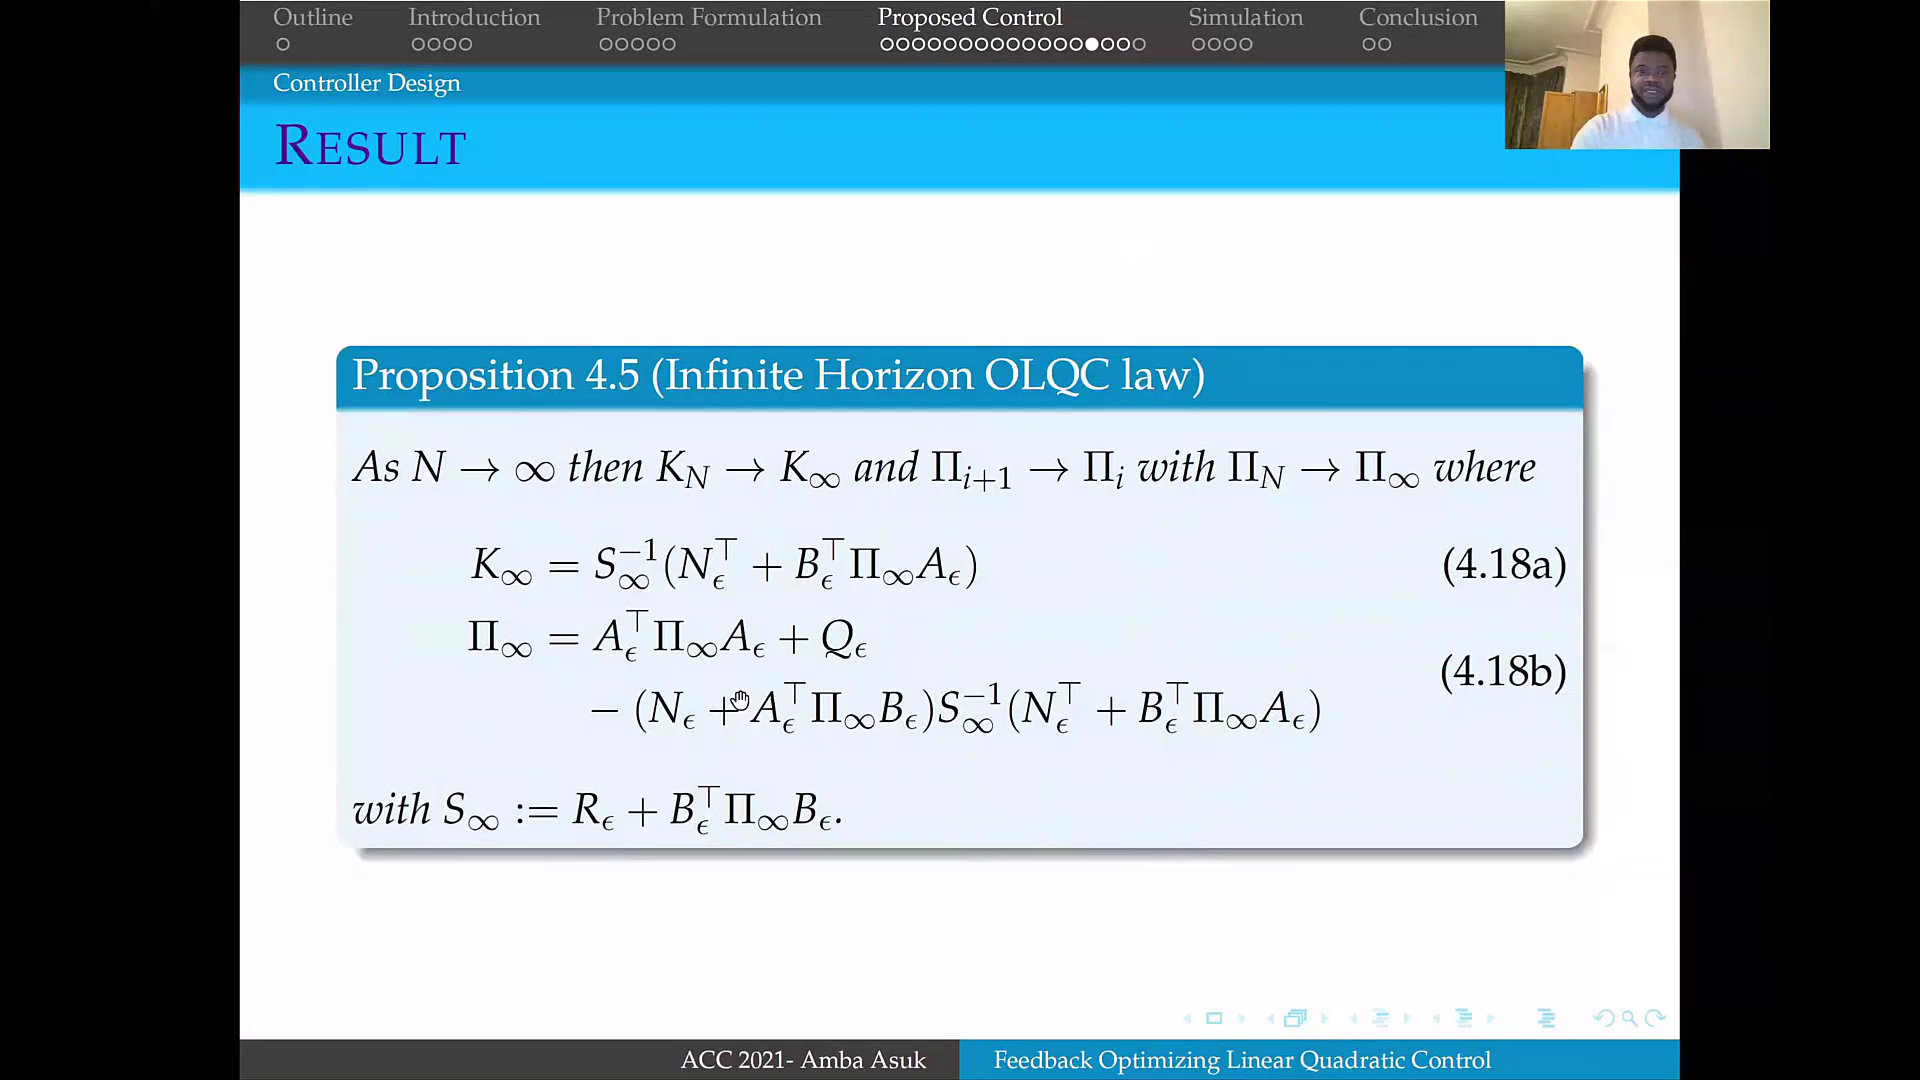 Outline Introduction Problem Formulation Proposed Control Simulation Conclusion
Controller Design
RESULT
Proposition 4.5 (Infinite Horizon OLQC law)
As N → ∞ then K_N → K_∞ and Π_{i+1} → Π_i with Π_N → Π_∞ where
K_∞ = S_∞^{-1}(N_ϵ^⊤ + B_ϵ^⊤Π_∞A_ϵ) (4.18a)
Π_∞ = A_ϵ^⊤Π_∞A_ϵ + Q_ϵ
− (N_ϵ + A_ϵ^⊤Π_∞B_ϵ)S_∞^{-1}(N_ϵ^⊤ + B_ϵ^⊤Π_∞A_ϵ) (4.18b)
with S_∞ := R_ϵ + B_ϵ^⊤Π_∞B_ϵ.
ACC 2021- Amba Asuk Feedback Optimizing Linear Quadratic Control